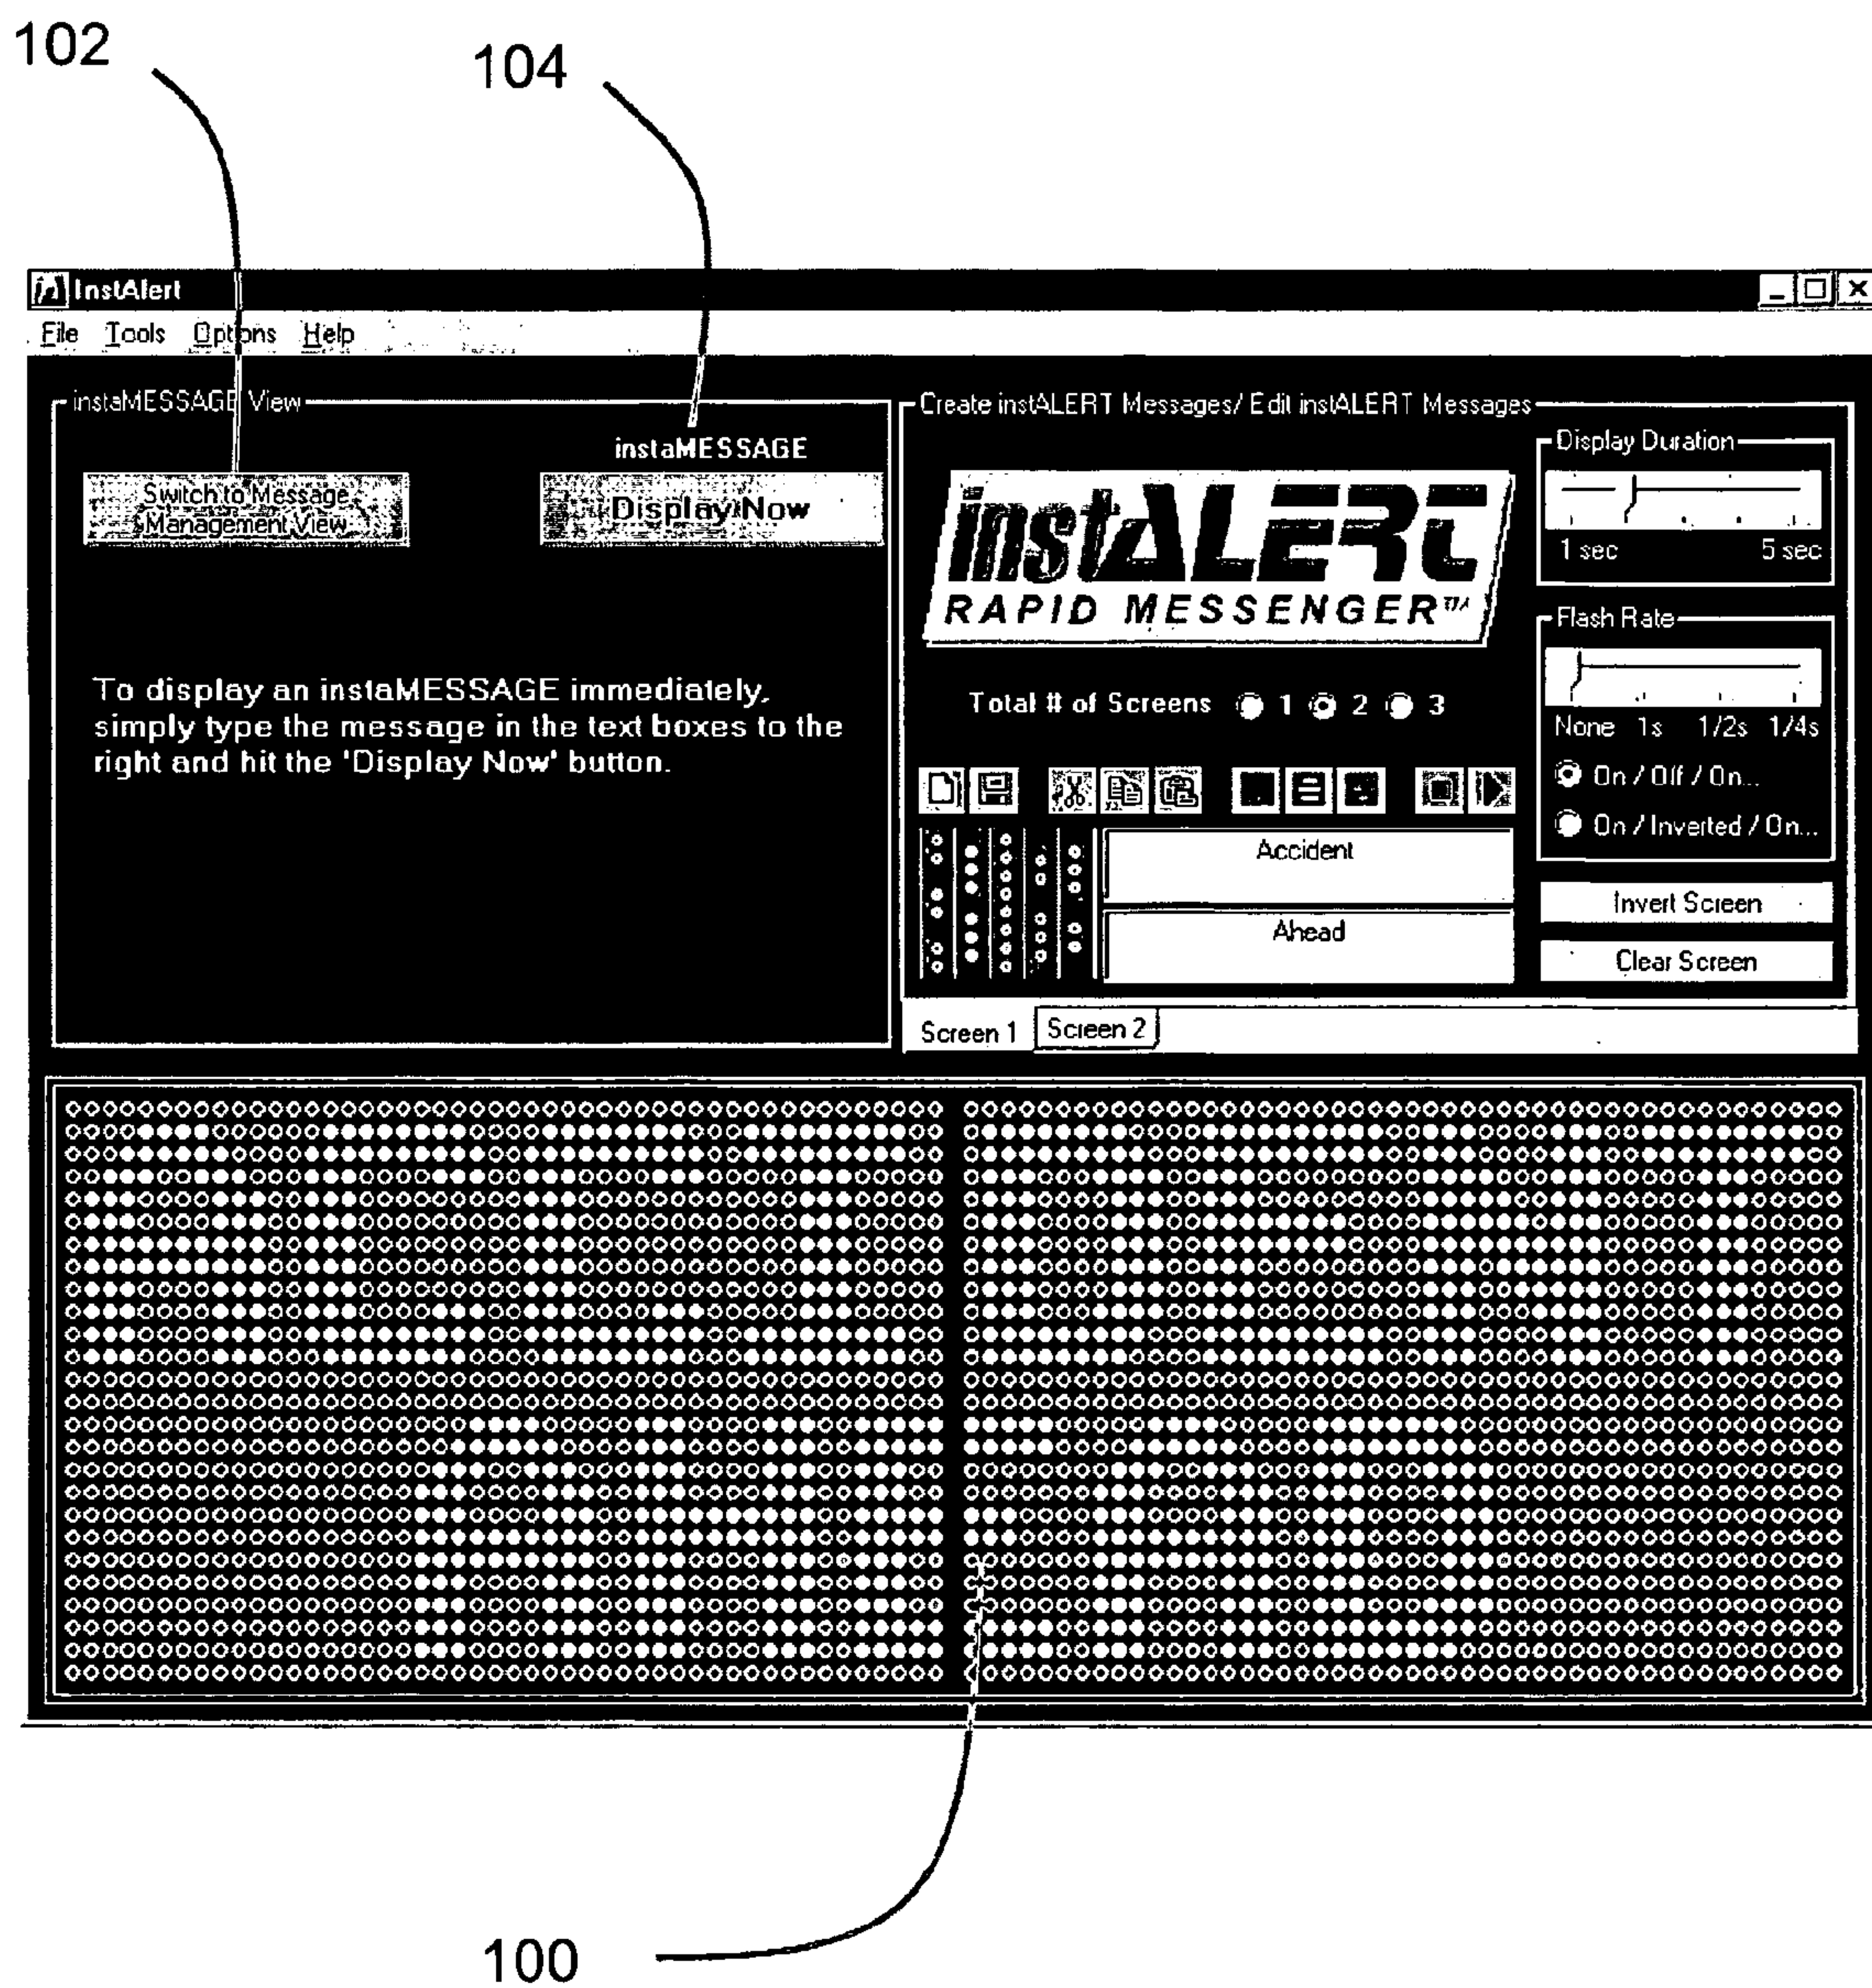 102
104
InstAlert
File Tools Options Help
instaMESSAGE View
instaMESSAGE
Switch to Message
Management View
Display Now
To display an instaMESSAGE immediately,
simply type the message in the text boxes to the
right and hit the 'Display Now' button.
Create instALERT Messages/ Edit instALERT Messages
instALERT
RAPID MESSENGER™
Total # of Screens 1 2 3
Accident
Ahead
Display Duration
1 sec 5 sec
Flash Rate
None 1s 1/2s 1/4s
On / Off / On...
On / Inverted / On...
Invert Screen
Clear Screen
Screen 1 Screen 2
ACCIDENT
AHEAD
100